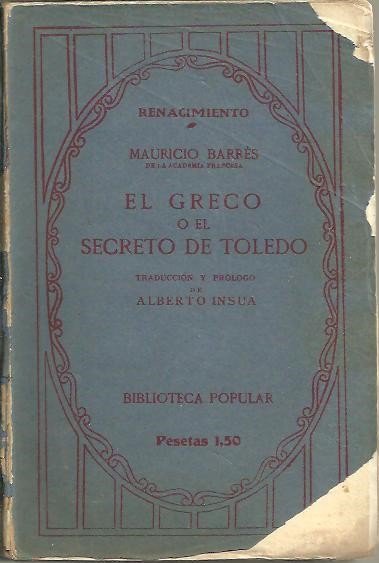 RENACIMIENTO
MAURICIO BARRÈS
DE LA ACADEMIA FRANCESA
EL GRECO
O EL
SECRETO DE TOLEDO
TRADUCCIÓN Y PRÓLOGO
DE
ALBERTO INSUA
BIBLIOTECA POPULAR
Pesetas 1,50